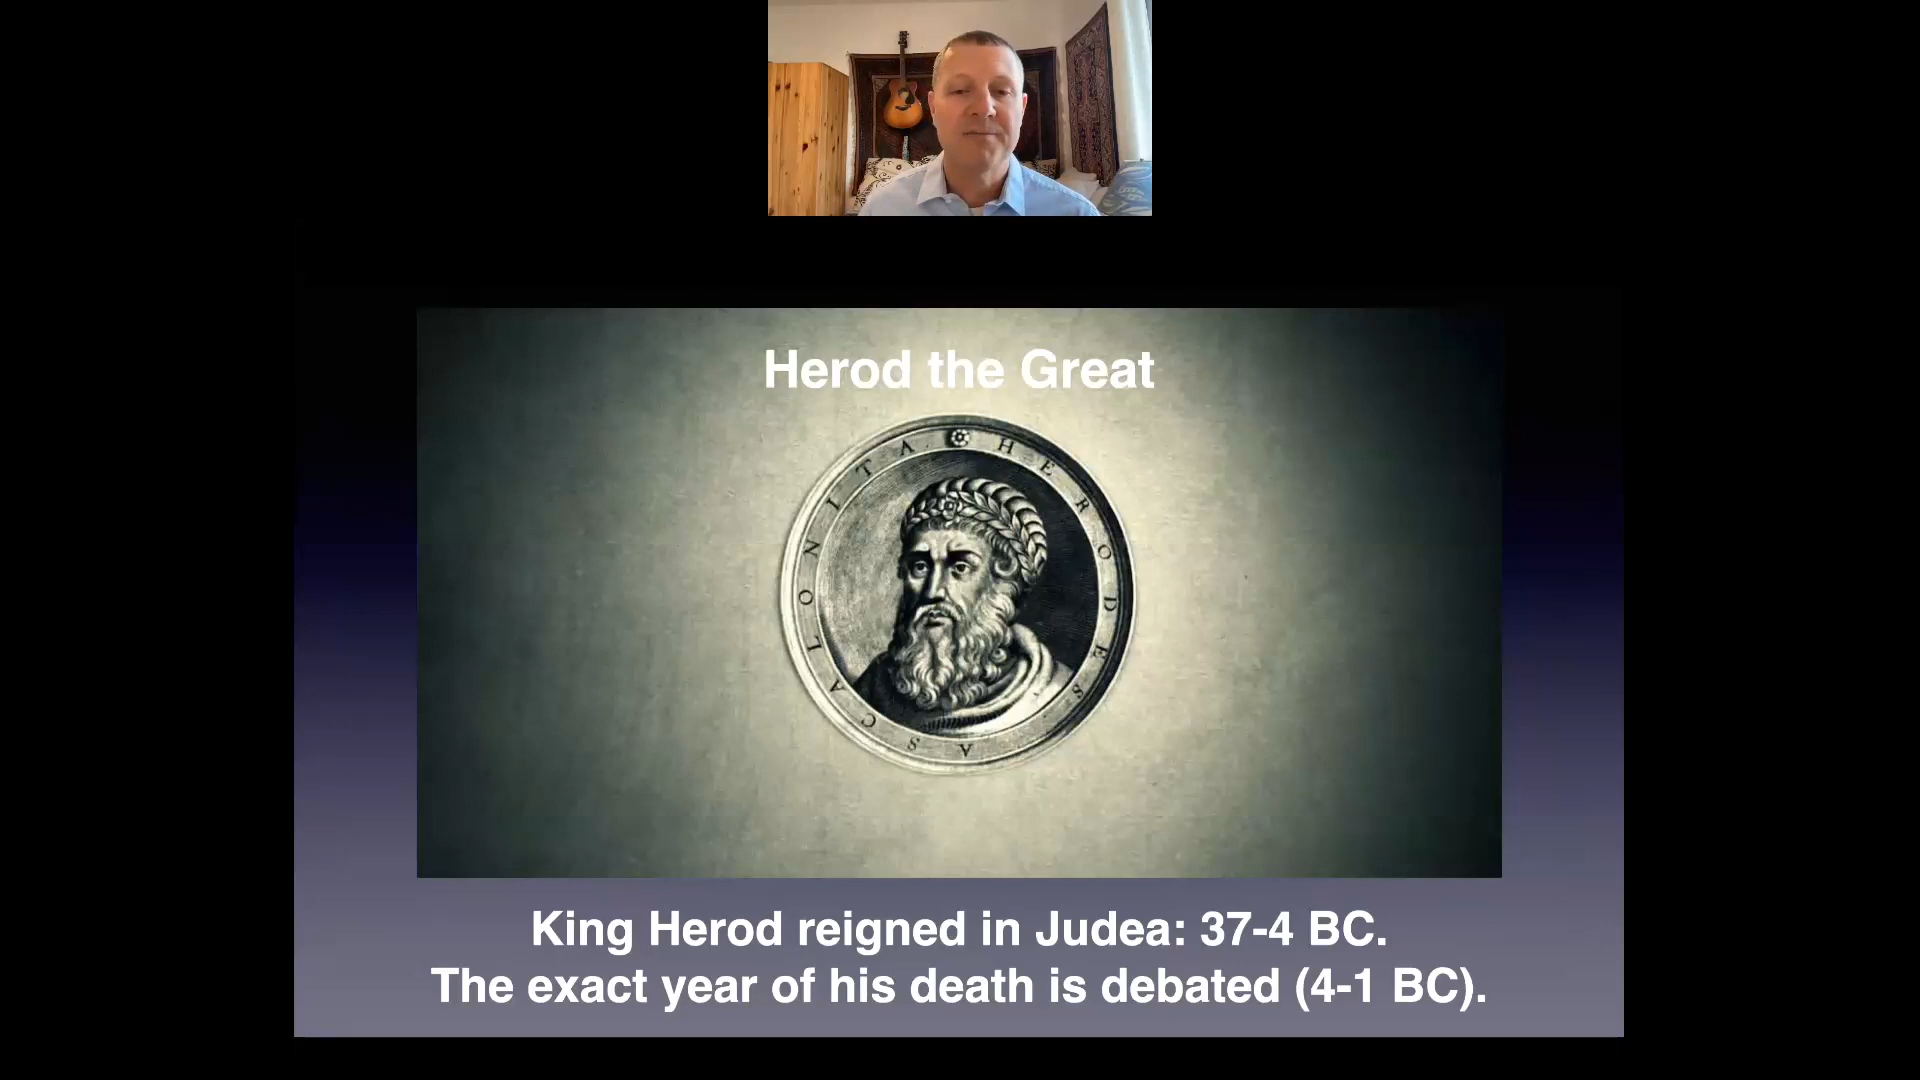 Herod the Great
HERODES ASCALONITA
King Herod reigned in Judea: 37-4 BC.
The exact year of his death is debated (4-1 BC).